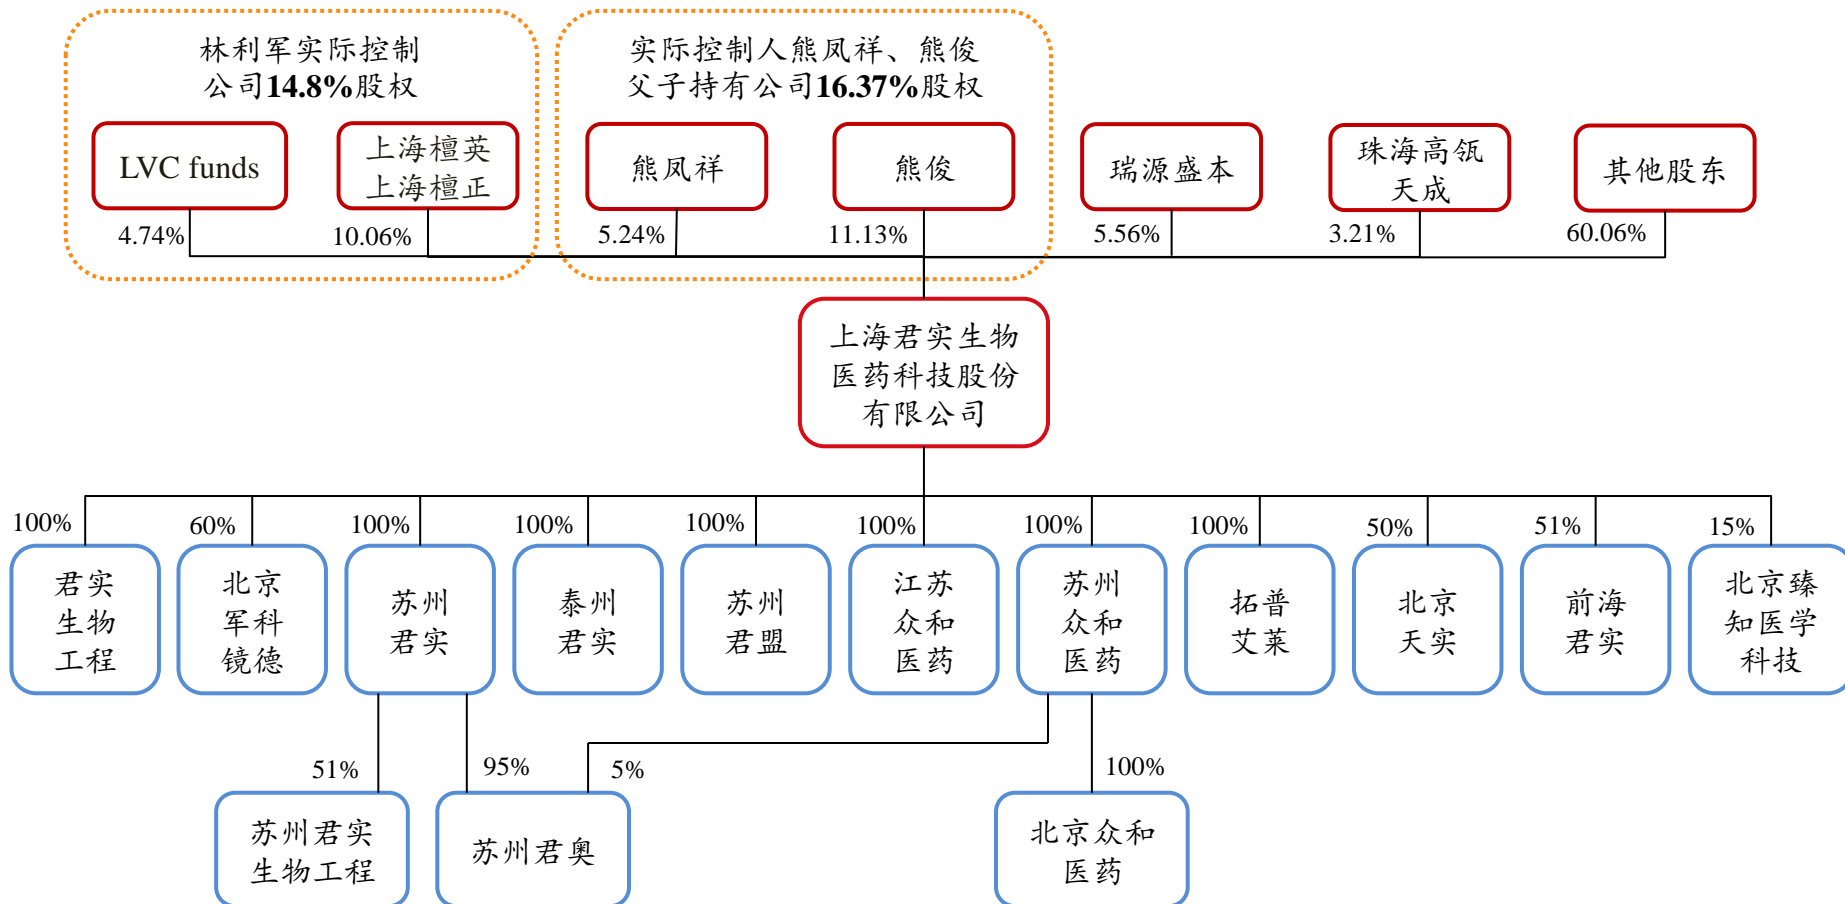 林利军实际控制
公司14.8%股权
实际控制人熊凤祥、熊俊
父子持有公司16.37%股权
LVC funds
上海檀英
上海檀正
熊凤祥
熊俊
瑞源盛本
珠海高瓴
天成
其他股东
4.74%
10.06%
5.24%
11.13%
5.56%
3.21%
60.06%
上海君实生物
医药科技股份
有限公司
100%
60%
100%
100%
100%
100%
100%
100%
50%
51%
15%
君实
生物
工程
北京
军科
镜德
苏州
君实
泰州
君实
苏州
君盟
江苏
众和
医药
苏州
众和
医药
拓普
艾莱
北京
天实
前海
君实
北京臻
知医学
科技
51%
95%
5%
100%
苏州君实
生物工程
苏州君奥
北京众和
医药